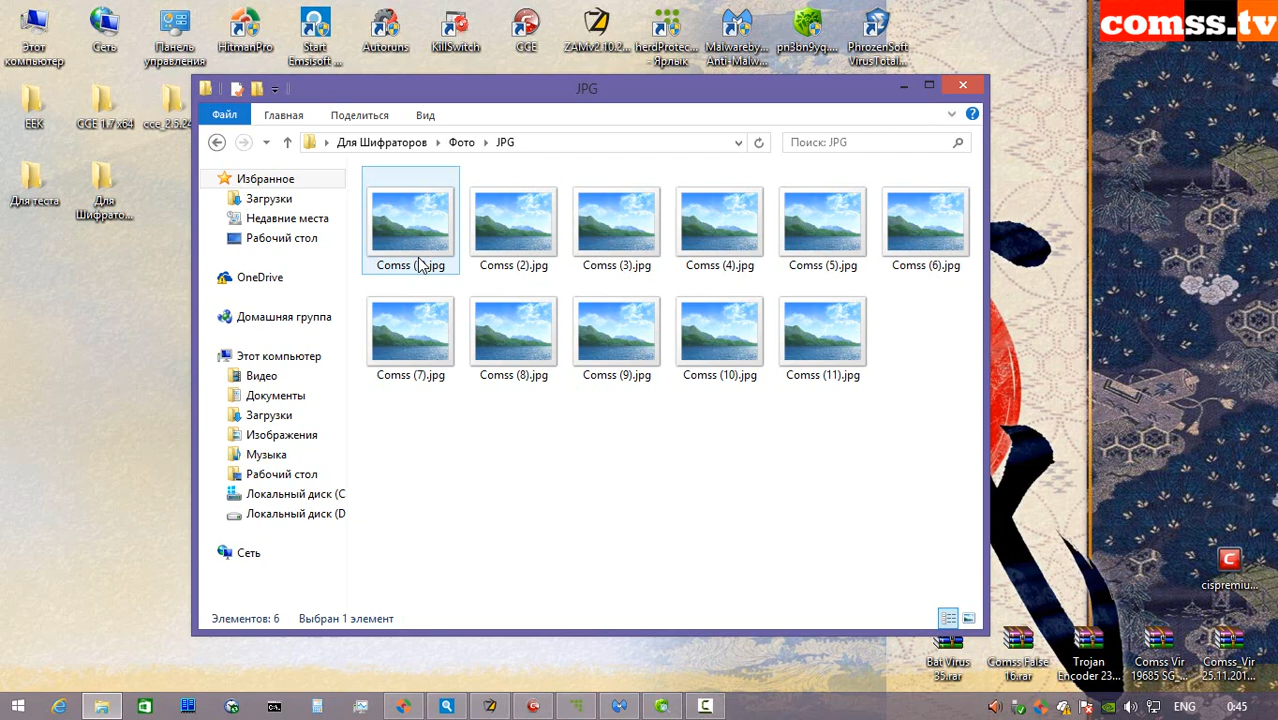 comss.tv
Этот
компьютер
Сеть
Панель
управления
HitmanPro
Start
Emsisoft ...
Autoruns
KillSwitch
CCE
ZAMv2.10.2...
herdProtec...
- Ярлык
Malwareby...
Anti-Malw...
pn3bn9yq....
PhrozenSoft
VirusTotal...
EEK
CCE 1.7 x64
cce_2.5.24
Для теста
Для
Шифрато...
JPG
Файл
Главная
Поделиться
Вид
Для Шифраторов
Фото
JPG
Поиск: JPG
Избранное
Загрузки
Недавние места
Рабочий стол
OneDrive
Домашняя группа
Этот компьютер
Видео
Документы
Загрузки
Изображения
Музыка
Рабочий стол
Локальный диск (C
Локальный диск (D
Сеть
Comss ( .jpg
Comss (2).jpg
Comss (3).jpg
Comss (4).jpg
Comss (5).jpg
Comss (6).jpg
Comss (7).jpg
Comss (8).jpg
Comss (9).jpg
Comss (10).jpg
Comss (11).jpg
Элементов: 6
Выбран 1 элемент
cispremiu...
Bat Virus
35.rar
Comss False
16.rar
Trojan
Encoder 23...
Comss Vir
19685 SG_...
Comss_Vir
25.11.201...
ENG
0:45